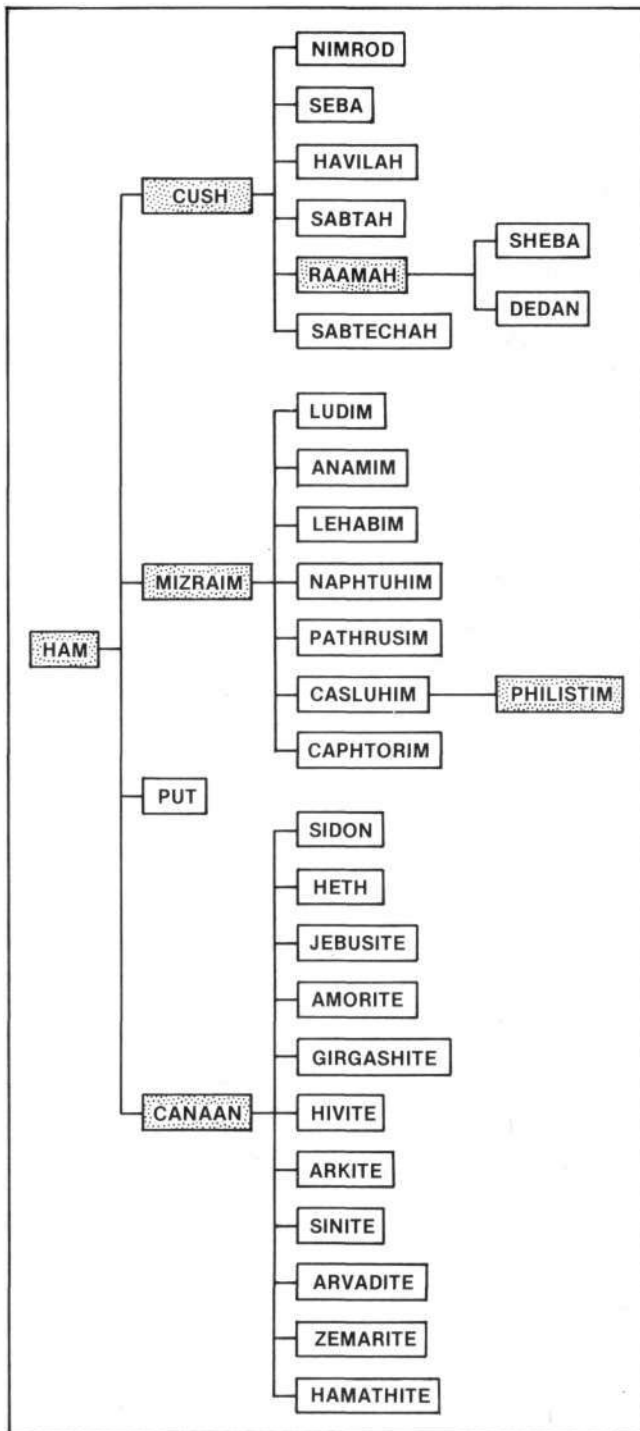 NIMROD
SEBA
HAVILAH
CUSH
SABTAH
SHEBA
RAAMAH
DEDAN
SABTECHAH
LUDIM
ANAMIM
LEHABIM
MIZRAIM
NAPHTUHIM
HAM
PATHRUSIM
CASLUHIM
PHILISTIM
CAPHTORIM
PUT
SIDON
HETH
JEBUSITE
AMORITE
GIRGASHITE
CANAAN
HIVITE
ARKITE
SINITE
ARVADITE
ZEMARITE
HAMATHITE